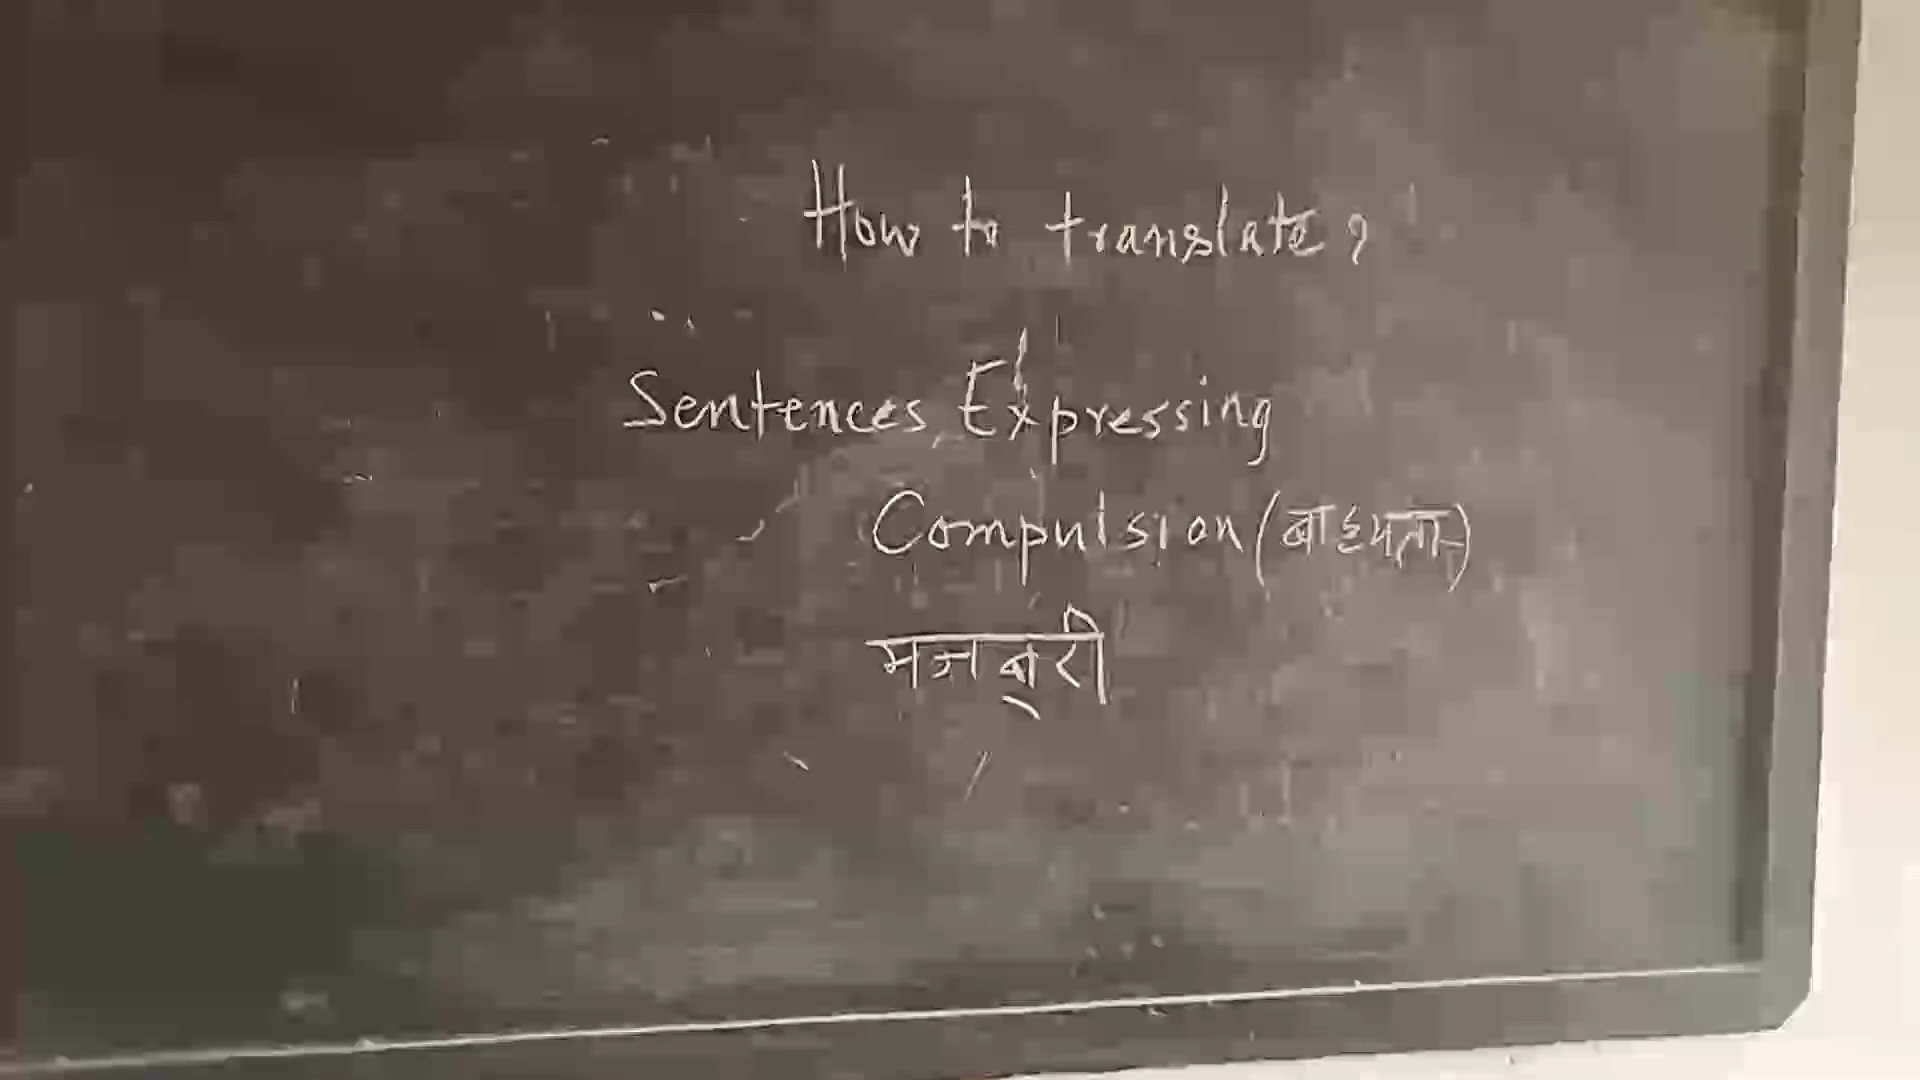 How to translate?
Sentences Expressing
Compulsion (बाध्यता)
मजबूरी